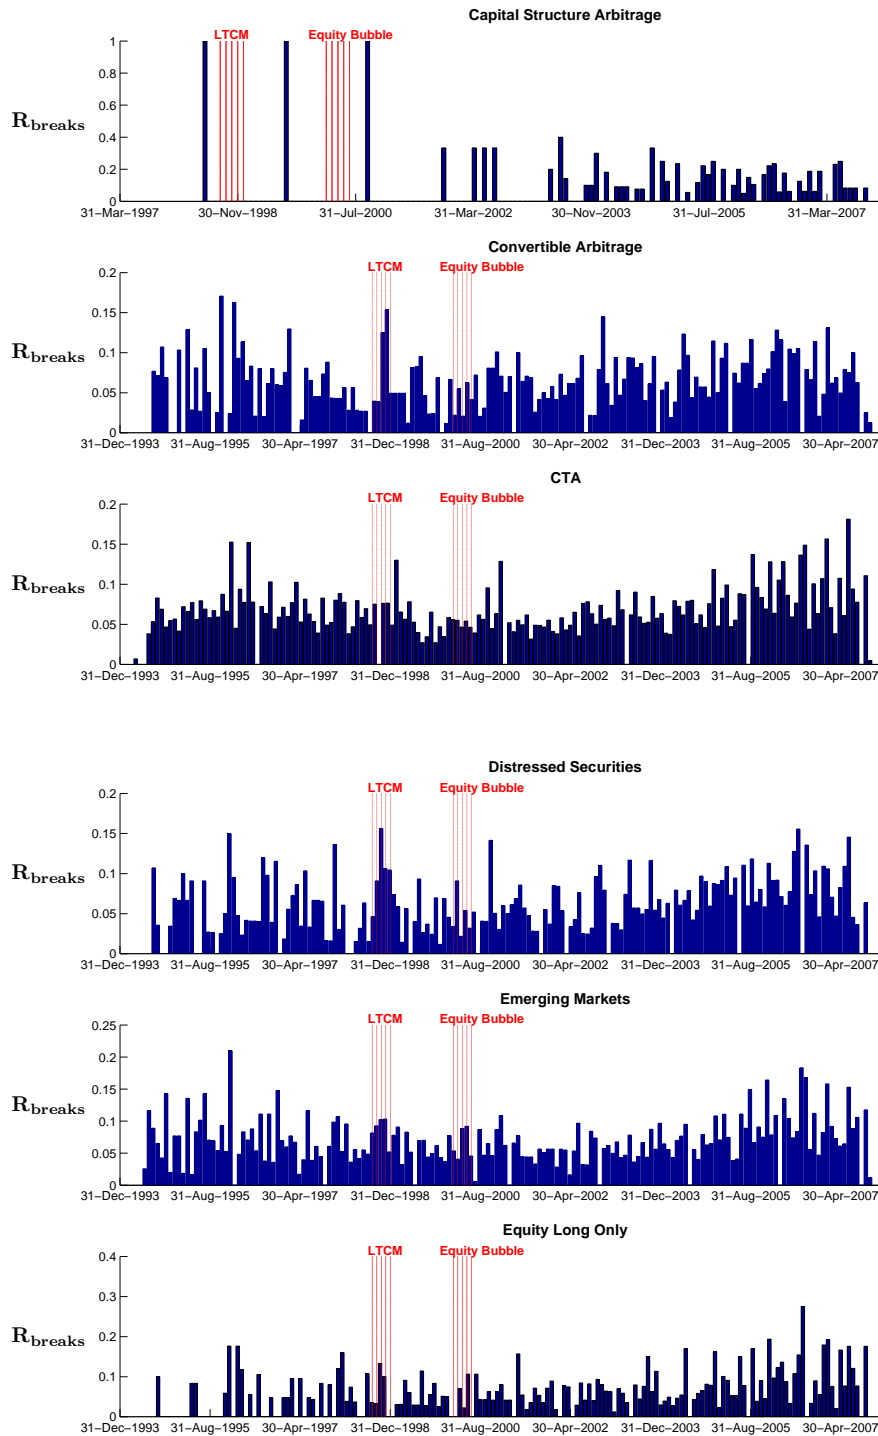 Capital Structure Arbitrage
LTCM Equity Bubble
1
0.8
0.6
0.4
0.2
0
R_breaks
31−Mar−1997 30−Nov−1998 31−Jul−2000 31−Mar−2002 30−Nov−2003 31−Jul−2005 31−Mar−2007
Convertible Arbitrage
LTCM Equity Bubble
0.2
0.15
0.1
0.05
0
R_breaks
31−Dec−1993 31−Aug−1995 30−Apr−1997 31−Dec−1998 31−Aug−2000 30−Apr−2002 31−Dec−2003 31−Aug−2005 30−Apr−2007
CTA
LTCM Equity Bubble
0.2
0.15
0.1
0.05
0
R_breaks
31−Dec−1993 31−Aug−1995 30−Apr−1997 31−Dec−1998 31−Aug−2000 30−Apr−2002 31−Dec−2003 31−Aug−2005 30−Apr−2007
Distressed Securities
LTCM Equity Bubble
0.2
0.15
0.1
0.05
0
R_breaks
31−Dec−1993 31−Aug−1995 30−Apr−1997 31−Dec−1998 31−Aug−2000 30−Apr−2002 31−Dec−2003 31−Aug−2005 30−Apr−2007
Emerging Markets
LTCM Equity Bubble
0.25
0.2
0.15
0.1
0.05
0
R_breaks
31−Dec−1993 31−Aug−1995 30−Apr−1997 31−Dec−1998 31−Aug−2000 30−Apr−2002 31−Dec−2003 31−Aug−2005 30−Apr−2007
Equity Long Only
LTCM Equity Bubble
0.4
0.3
0.2
0.1
0
R_breaks
31−Dec−1993 31−Aug−1995 30−Apr−1997 31−Dec−1998 31−Aug−2000 30−Apr−2002 31−Dec−2003 31−Aug−2005 30−Apr−2007